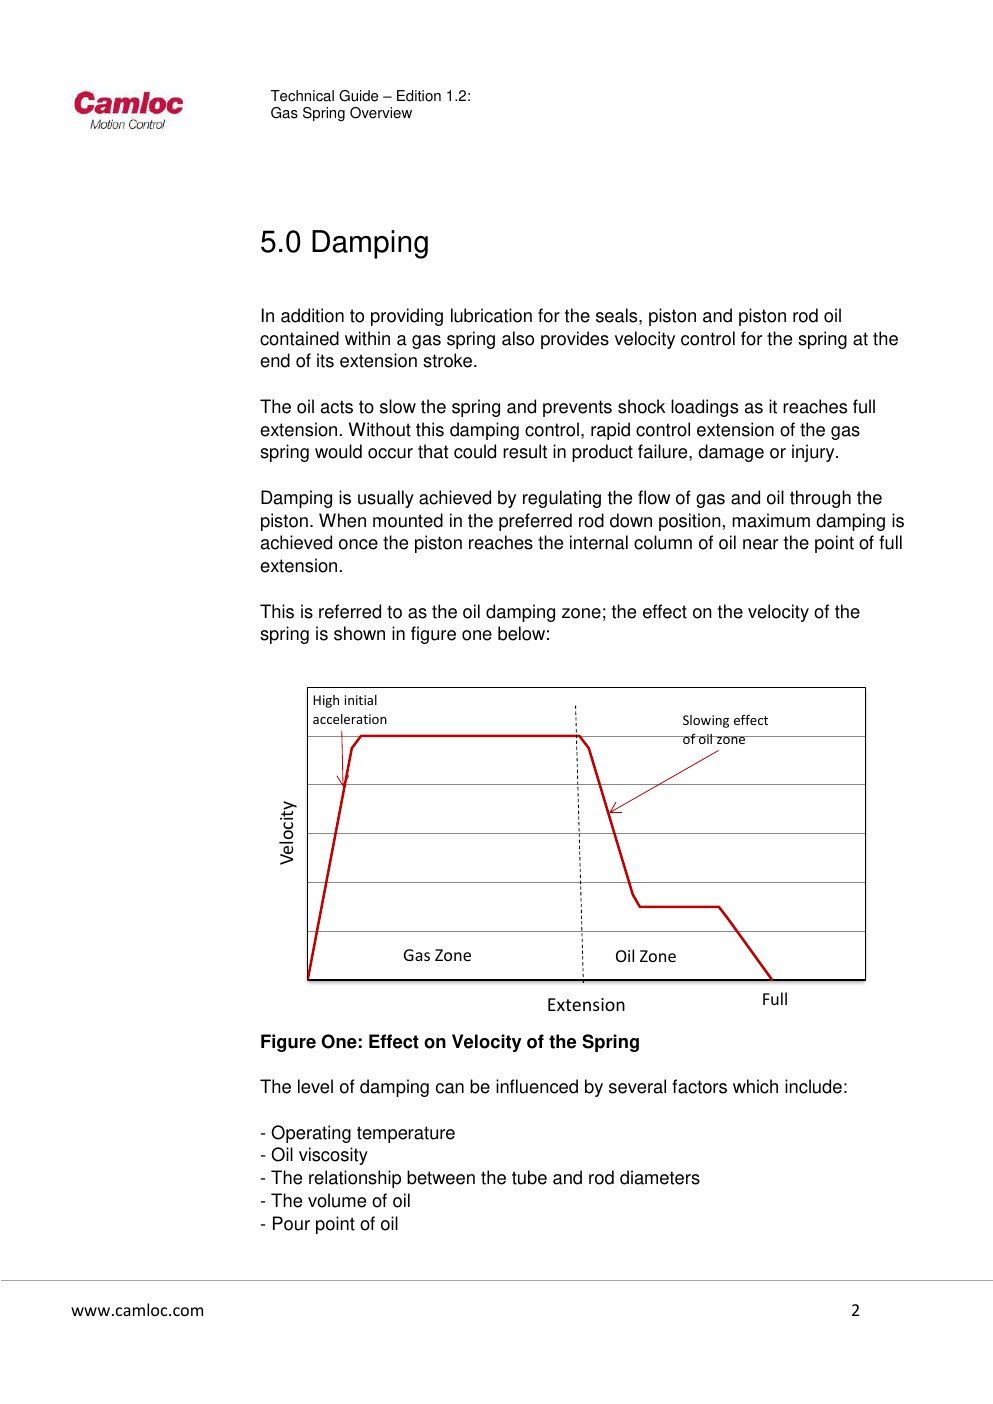 Camloc
Motion Control
Technical Guide – Edition 1.2:
Gas Spring Overview
5.0 Damping
In addition to providing lubrication for the seals, piston and piston rod oil
contained within a gas spring also provides velocity control for the spring at the
end of its extension stroke.
The oil acts to slow the spring and prevents shock loadings as it reaches full
extension. Without this damping control, rapid control extension of the gas
spring would occur that could result in product failure, damage or injury.
Damping is usually achieved by regulating the flow of gas and oil through the
piston. When mounted in the preferred rod down position, maximum damping is
achieved once the piston reaches the internal column of oil near the point of full
extension.
This is referred to as the oil damping zone; the effect on the velocity of the
spring is shown in figure one below:
High initial
acceleration
Slowing effect
of oil zone
Velocity
Gas Zone
Oil Zone
Extension
Full
Figure One: Effect on Velocity of the Spring
The level of damping can be influenced by several factors which include:
- Operating temperature
- Oil viscosity
- The relationship between the tube and rod diameters
- The volume of oil
- Pour point of oil
www.camloc.com
2